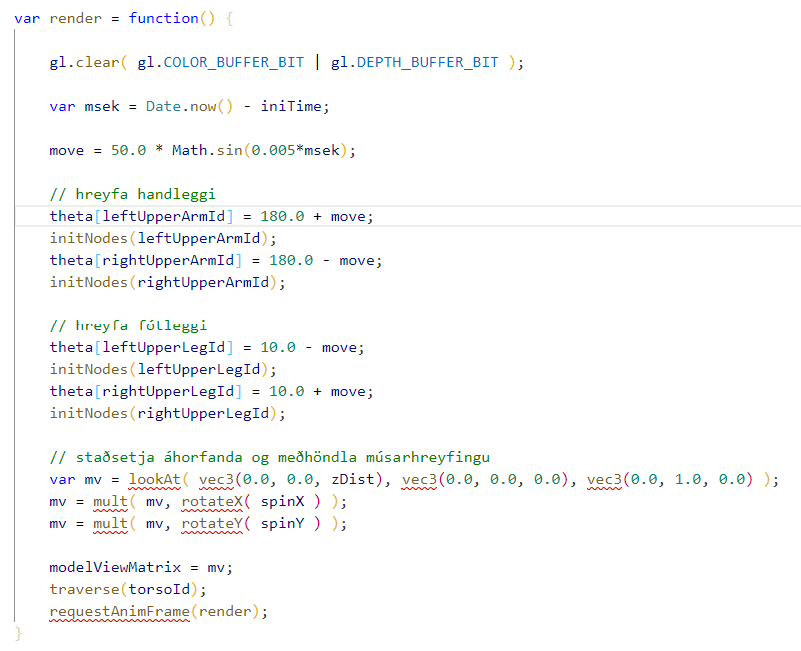 var render = function() {
gl.clear( gl.COLOR_BUFFER_BIT | gl.DEPTH_BUFFER_BIT );
var msek = Date.now() - iniTime;
move = 50.0 * Math.sin(0.005*msek);
// hreyfa handleggi
theta[leftUpperArmId] = 180.0 + move;
initNodes(leftUpperArmId);
theta[rightUpperArmId] = 180.0 - move;
initNodes(rightUpperArmId);
// hreyfa fótleggi
theta[leftUpperLegId] = 10.0 - move;
initNodes(leftUpperLegId);
theta[rightUpperLegId] = 10.0 + move;
initNodes(rightUpperLegId);
// staðsetja áhorfanda og meðhöndla músarhreyfingu
var mv = lookAt( vec3(0.0, 0.0, zDist), vec3(0.0, 0.0, 0.0), vec3(0.0, 1.0, 0.0) );
mv = mult( mv, rotateX( spinX ) );
mv = mult( mv, rotateY( spinY ) );
modelViewMatrix = mv;
traverse(torsoId);
requestAnimFrame(render);
}